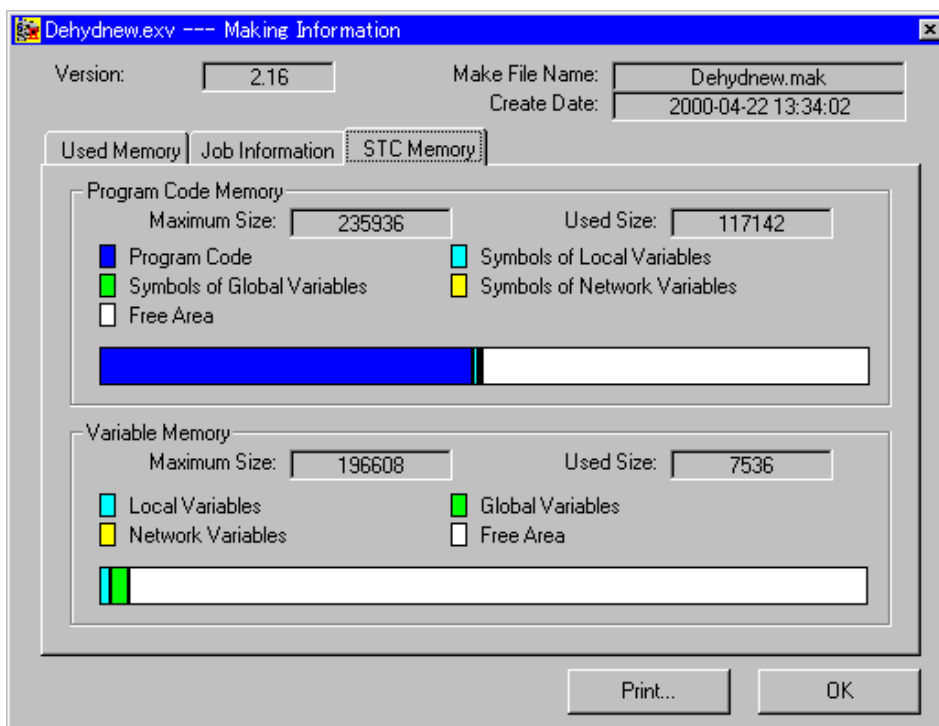 Dehydnew.exv --- Making Information
Version: 2.16 Make File Name: Dehydnew.mak
Create Date: 2000-04-22 13:34:02
Used Memory Job Information STC Memory
Program Code Memory
Maximum Size: 235936 Used Size: 117142
Program Code Symbols of Local Variables
Symbols of Global Variables Symbols of Network Variables
Free Area
Variable Memory
Maximum Size: 196608 Used Size: 7536
Local Variables Global Variables
Network Variables Free Area
Print... OK